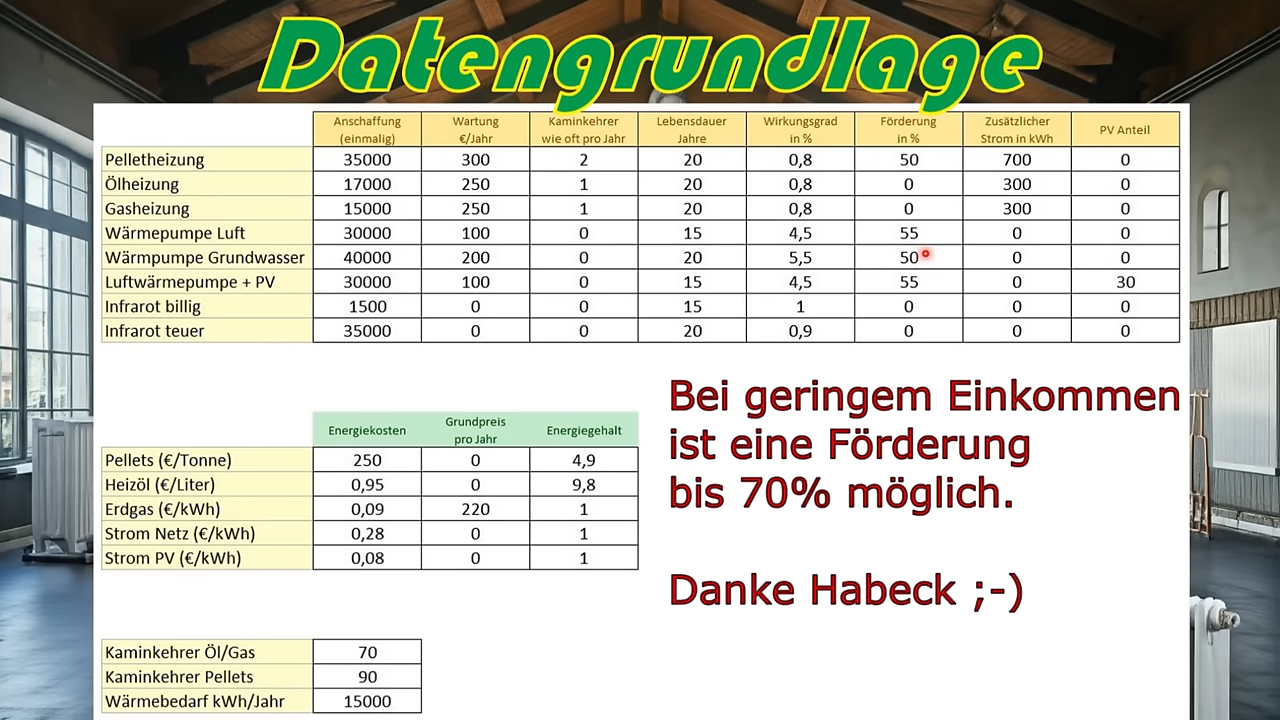 Datengrundlage
Anschaffung (einmalig) Wartung €/Jahr Kaminkehrer wie oft pro Jahr Lebensdauer Jahre Wirkungsgrad in % Förderung in % Zusätzlicher Strom in kWh PV Anteil
Pelletheizung 35000 300 2 20 0,8 50 700 0
Ölheizung 17000 250 1 20 0,8 0 300 0
Gasheizung 15000 250 1 20 0,8 0 300 0
Wärmepumpe Luft 30000 100 0 15 4,5 55 0 0
Wärmpumpe Grundwasser 40000 200 0 20 5,5 50 0 0
Luftwärmepumpe + PV 30000 100 0 15 4,5 55 0 30
Infrarot billig 1500 0 0 15 1 0 0 0
Infrarot teuer 35000 0 0 20 0,9 0 0 0
Bei geringem Einkommen
ist eine Förderung
bis 70% möglich.
Danke Habeck ;-)
Energiekosten Grundpreis pro Jahr Energiegehalt
Pellets (€/Tonne) 250 0 4,9
Heizöl (€/Liter) 0,95 0 9,8
Erdgas (€/kWh) 0,09 220 1
Strom Netz (€/kWh) 0,28 0 1
Strom PV (€/kWh) 0,08 0 1
Kaminkehrer Öl/Gas 70
Kaminkehrer Pellets 90
Wärmebedarf kWh/Jahr 15000